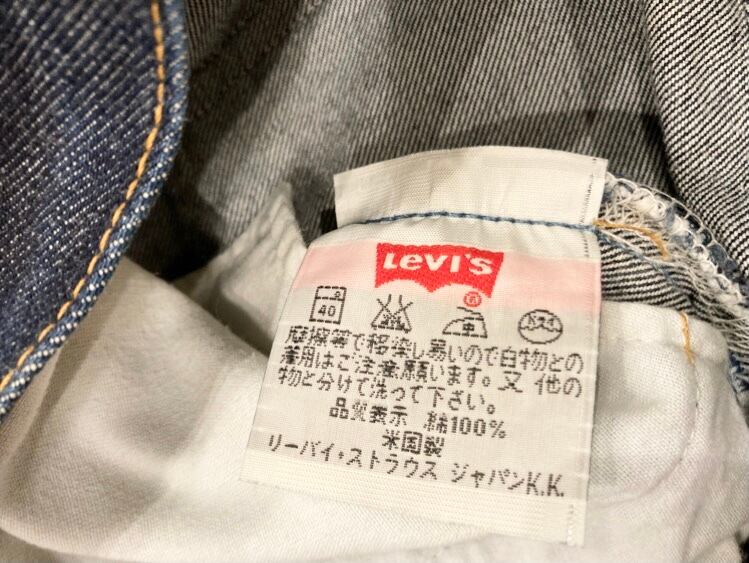 Levi's
®
40 ドライ
摩擦等で移染し易いので白物との
着用はご注意願います。又 他の
物と分けて洗って下さい。
品質表示 綿100%
米国製
リーバイ・ストラウス ジャパンK.K.